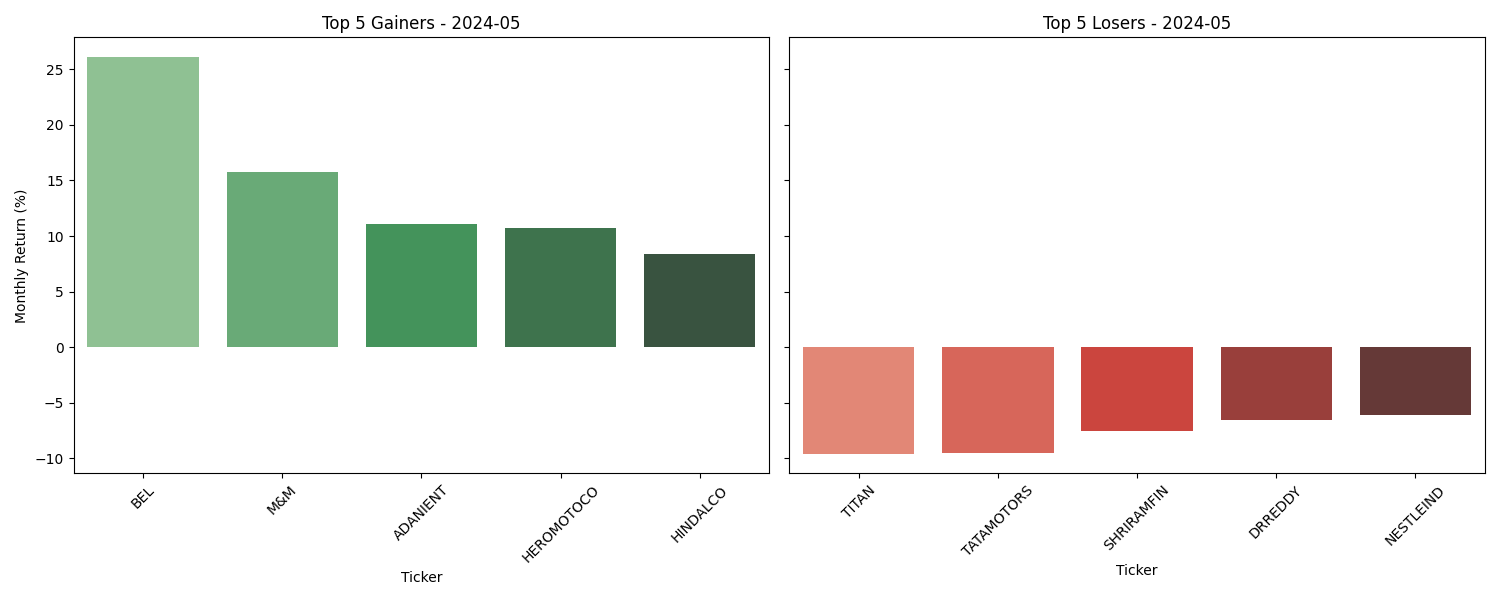 Top 5 Gainers - 2024-05
Monthly Return (%)
25
20
15
10
5
0
−5
−10
BEL
M&M
ADANIENT
HEROMOTOCO
HINDALCO
Ticker
Top 5 Losers - 2024-05
TITAN
TATAMOTORS
SHRIRAMFIN
DRREDDY
NESTLEIND
Ticker